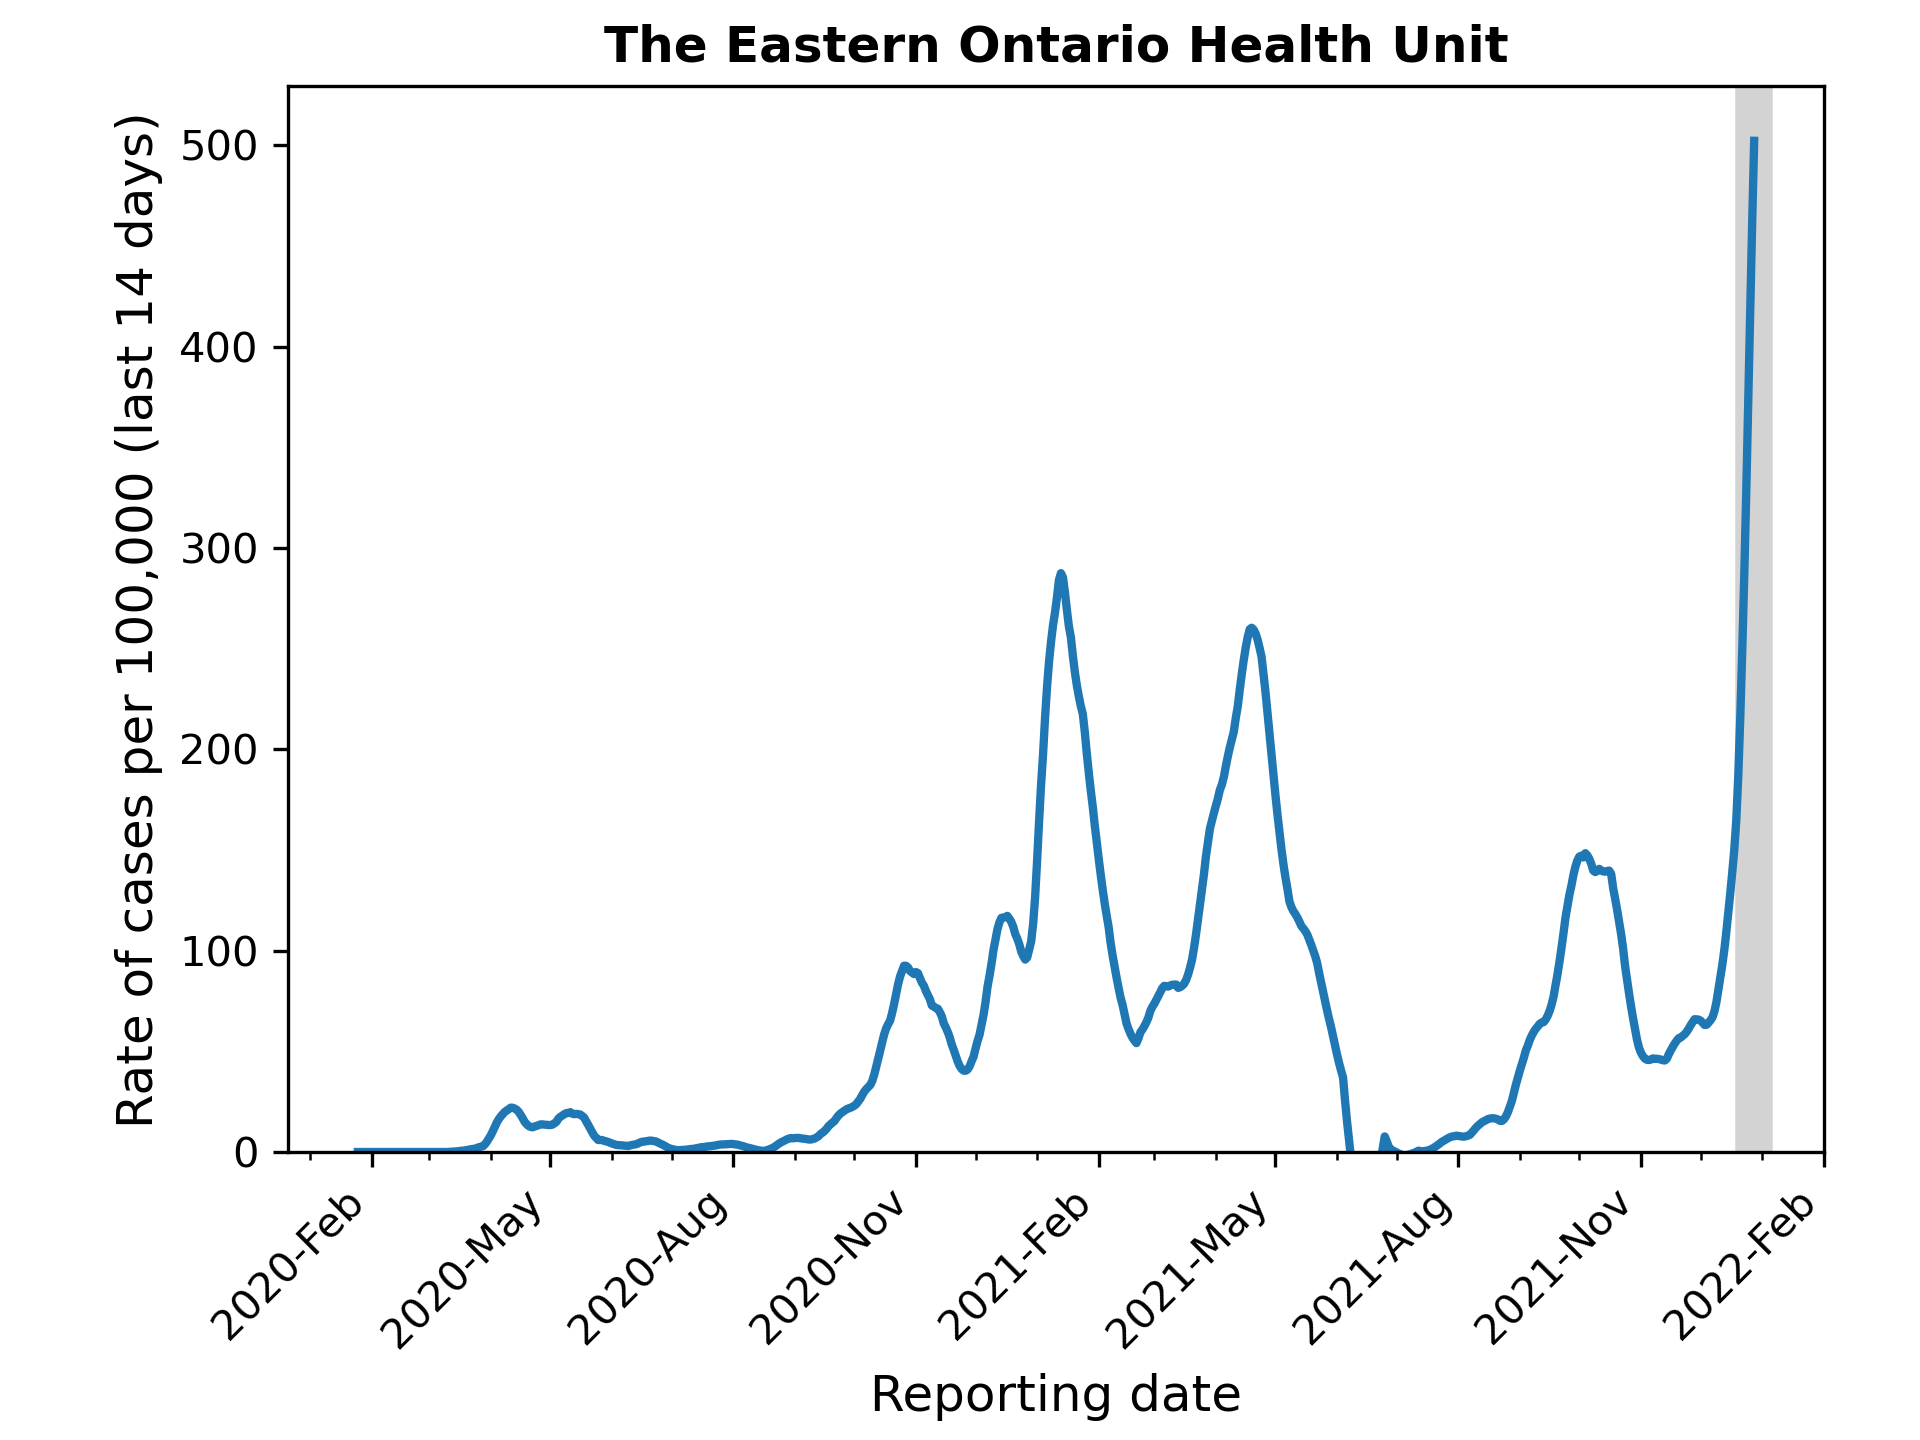 The Eastern Ontario Health Unit
Rate of cases per 100,000 (last 14 days)
500
400
300
200
100
0
2020-Feb
2020-May
2020-Aug
2020-Nov
2021-Feb
2021-May
2021-Aug
2021-Nov
2022-Feb
Reporting date